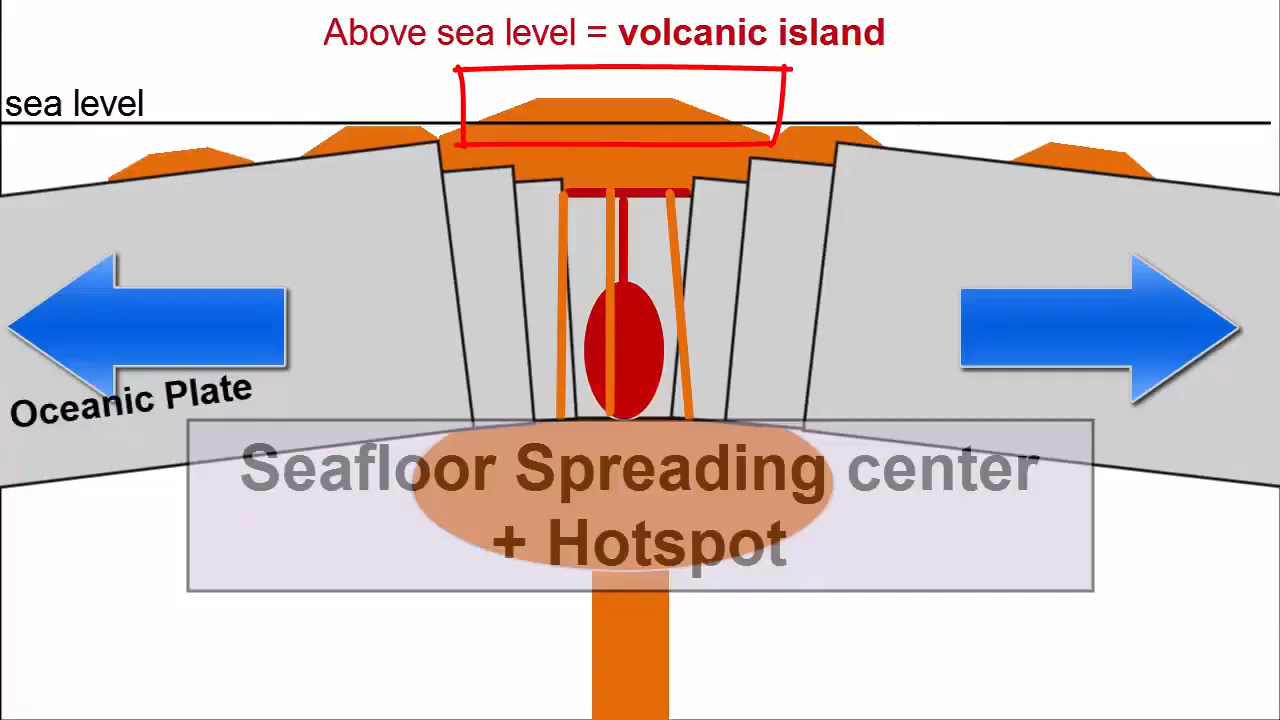 Above sea level = volcanic island
sea level
Oceanic Plate
Seafloor Spreading center
+ Hotspot